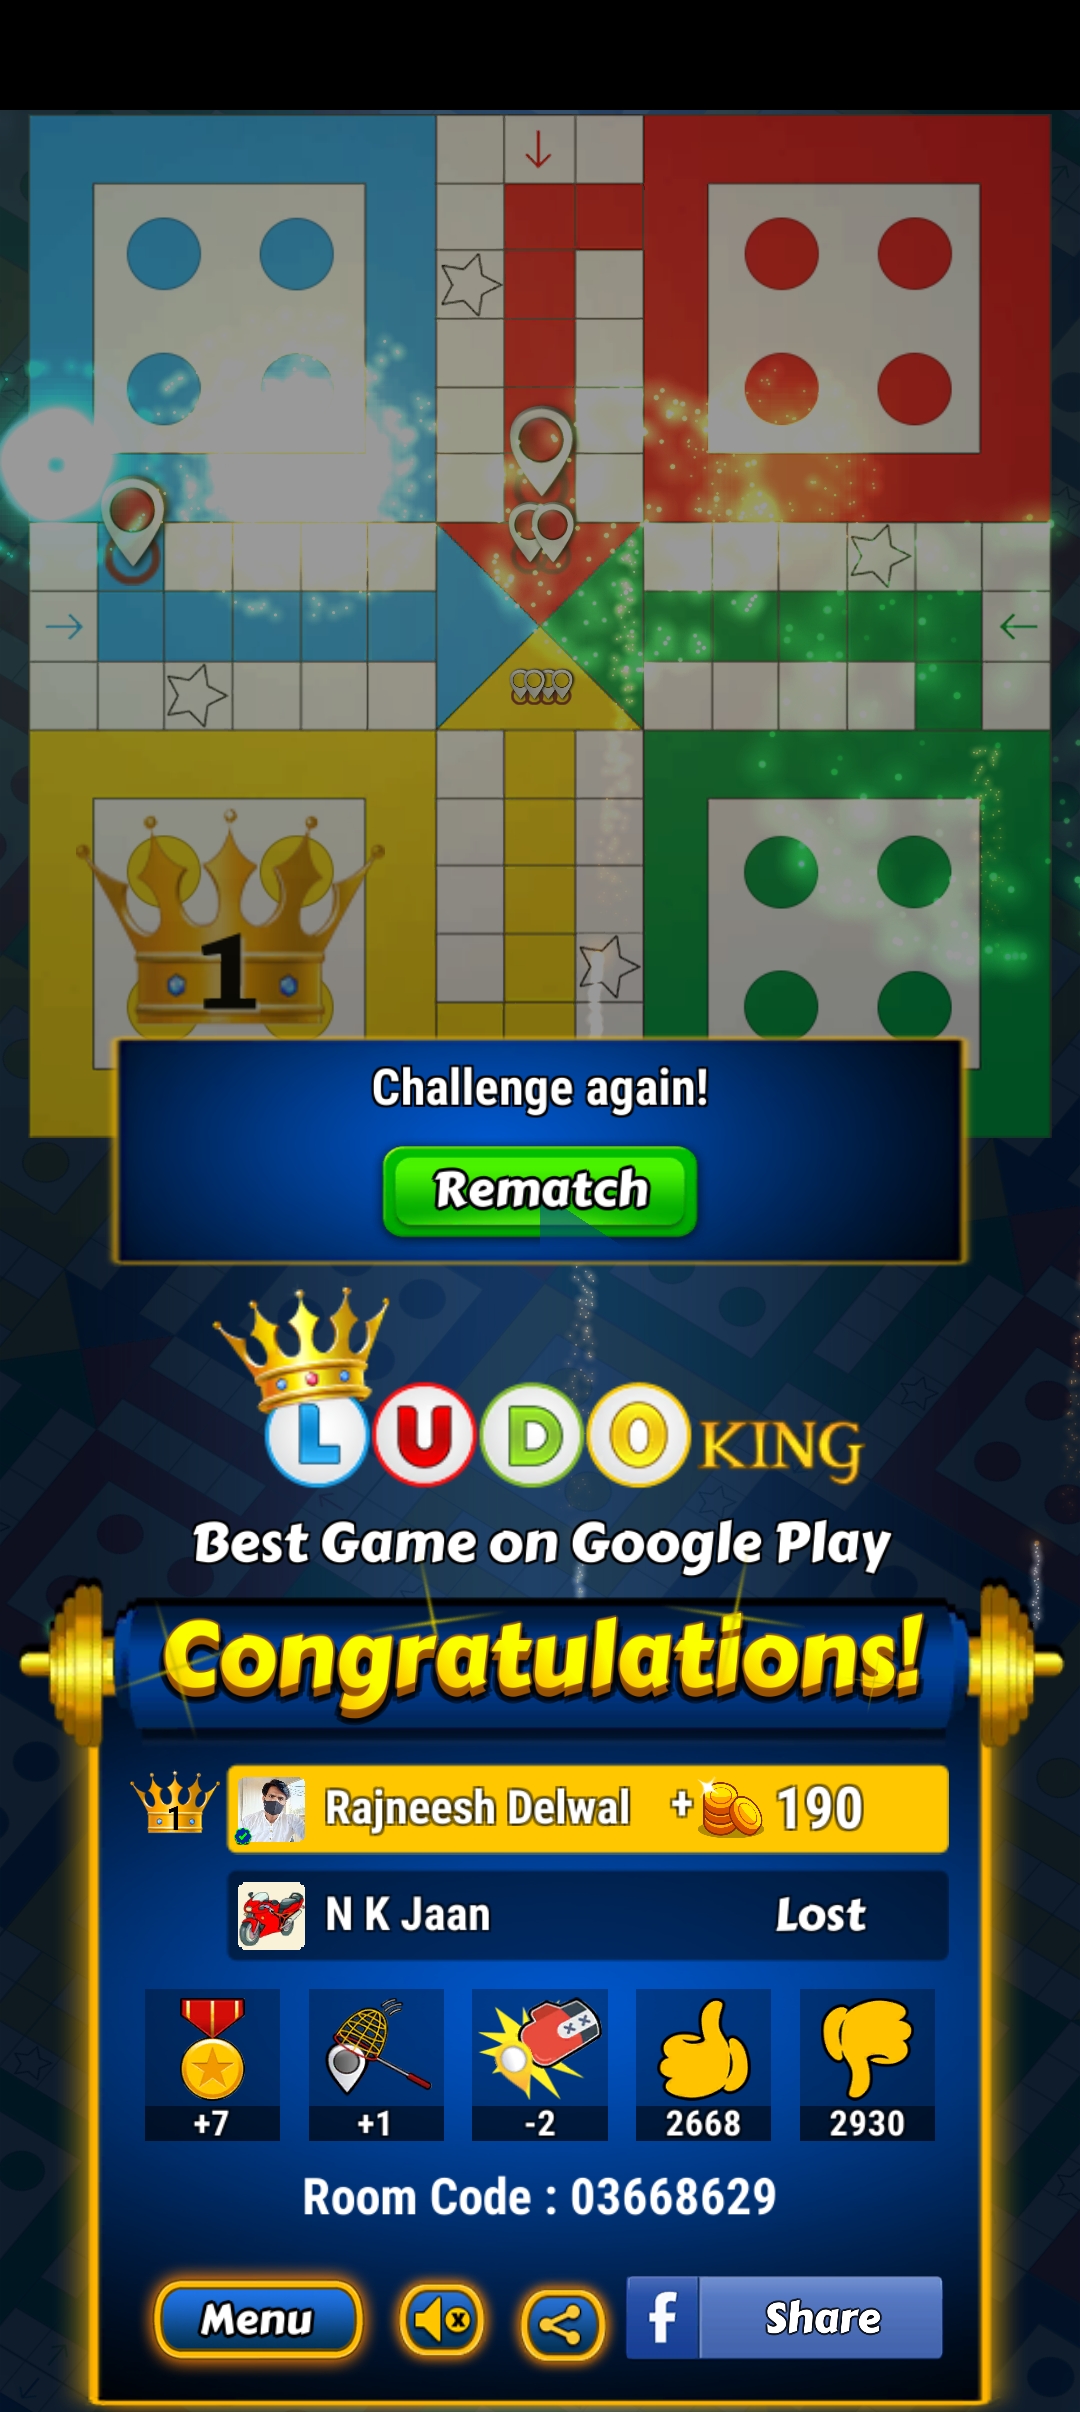 1
Challenge again!
Rematch
LUDO KING
Best Game on Google Play
Congratulations!
1 Rajneesh Delwal + 190
N K Jaan Lost
+7 +1 -2 2668 2930
Room Code : 03668629
Menu x f Share